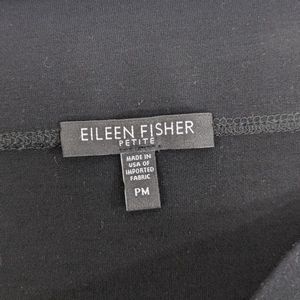 EILEEN FISHER
PETITE
MADE IN
USA OF
IMPORTED
FABRIC
PM